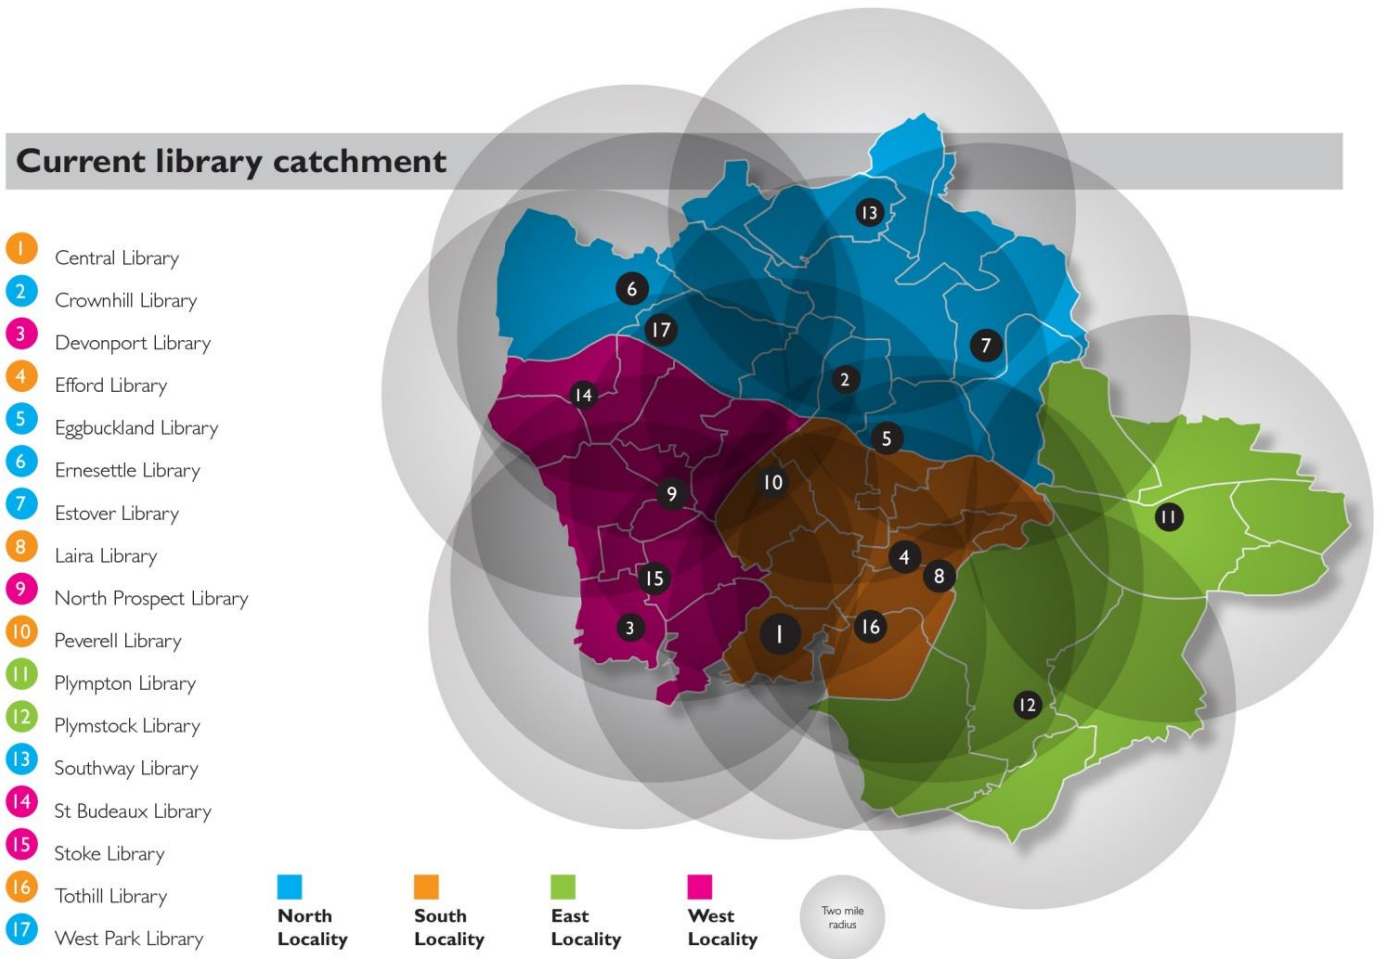 Current library catchment
1 Central Library
2 Crownhill Library
3 Devonport Library
4 Efford Library
5 Eggbuckland Library
6 Ernesettle Library
7 Estover Library
8 Laira Library
9 North Prospect Library
10 Peverell Library
11 Plympton Library
12 Plymstock Library
13 Southway Library
14 St Budeaux Library
15 Stoke Library
16 Tothill Library
17 West Park Library
13
6
17
7
2
14
5
10
9
11
4
8
15
3
1
16
12
North
Locality
South
Locality
East
Locality
West
Locality
Two mile
radius